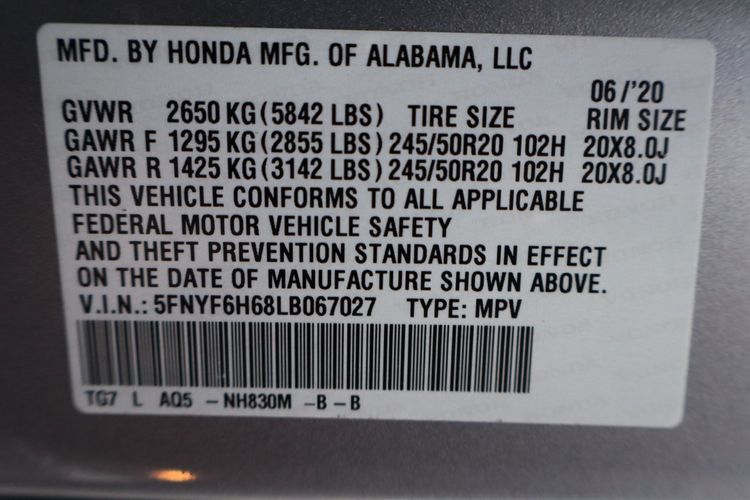 MFD. BY HONDA MFG. OF ALABAMA, LLC
06/'20
GVWR 2650 KG (5842 LBS) TIRE SIZE RIM SIZE
GAWR F 1295 KG (2855 LBS) 245/50R20 102H 20X8.0J
GAWR R 1425 KG (3142 LBS) 245/50R20 102H 20X8.0J
THIS VEHICLE CONFORMS TO ALL APPLICABLE
FEDERAL MOTOR VEHICLE SAFETY
AND THEFT PREVENTION STANDARDS IN EFFECT
ON THE DATE OF MANUFACTURE SHOWN ABOVE.
V.I.N.: 5FNYF6H68LB067027 TYPE: MPV
TG7 L AQ5 - NH830M - B - B